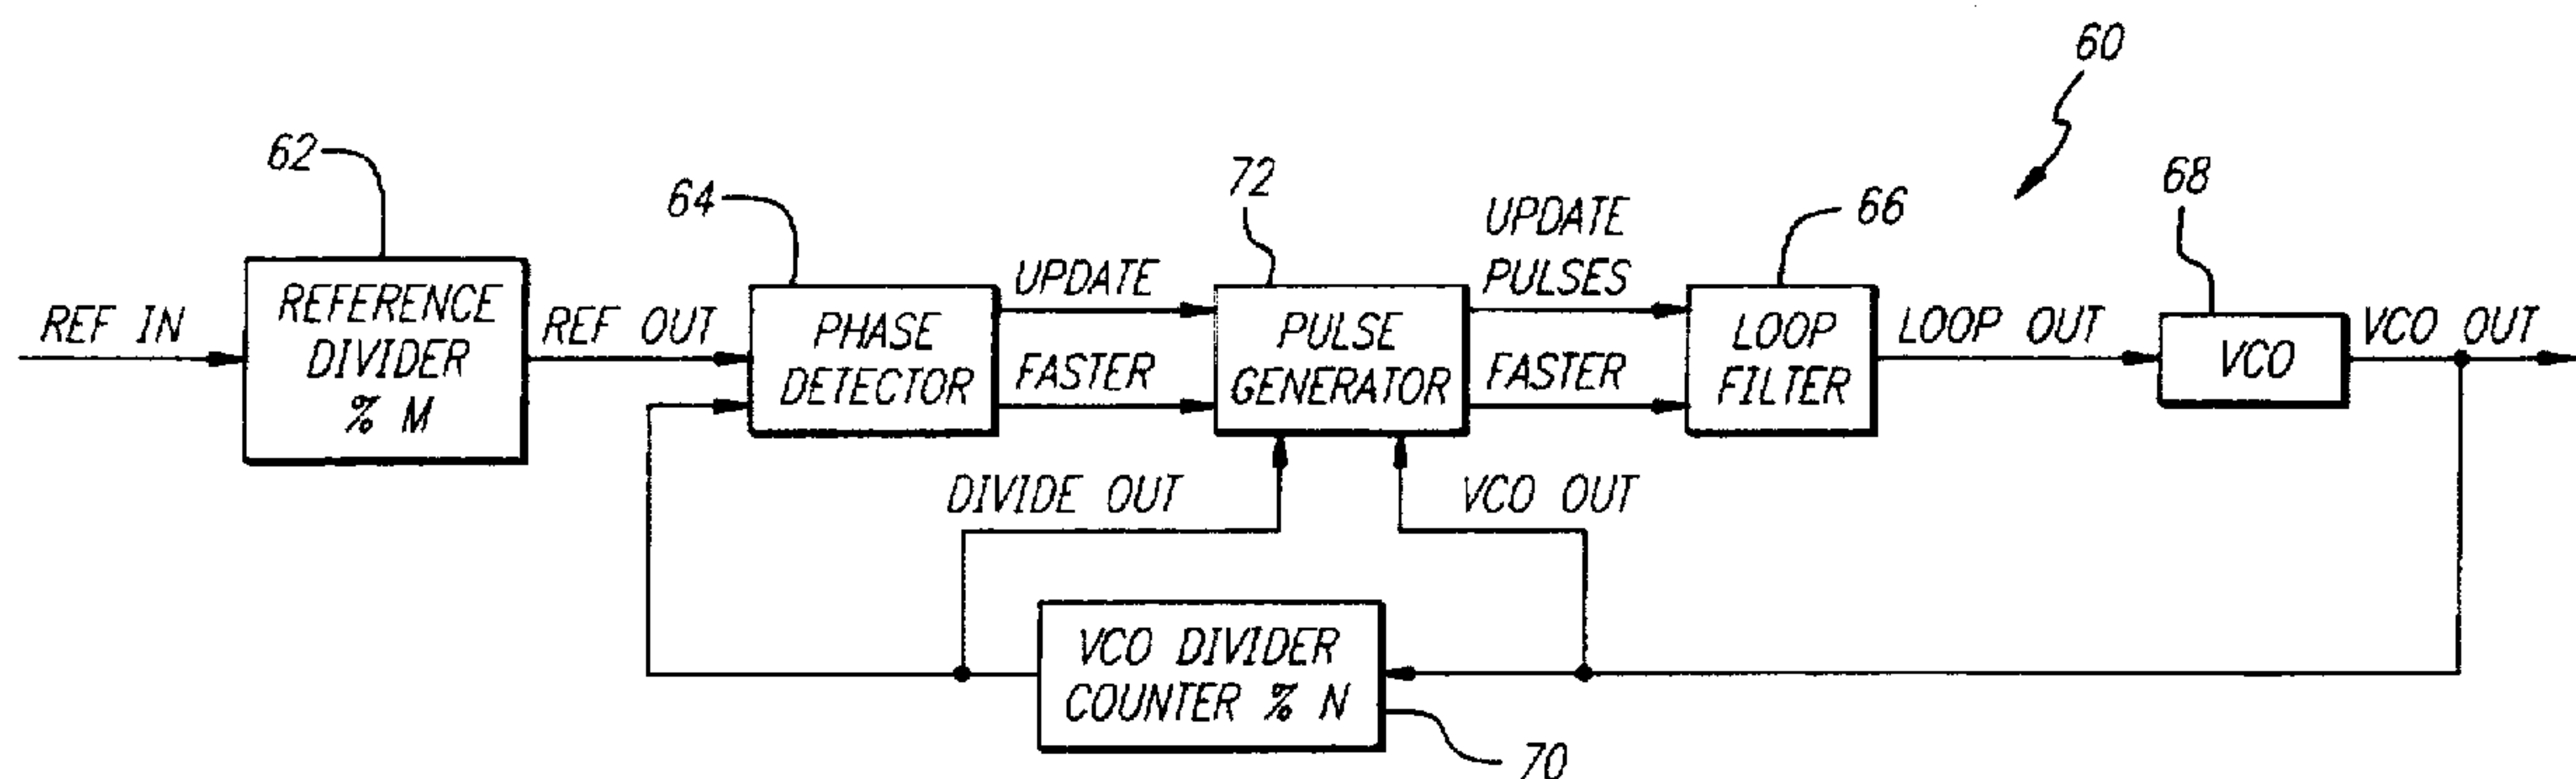 60
62
64
72
66
68
REF IN
REFERENCE
DIVIDER
% M
REF OUT
PHASE
DETECTOR
UPDATE
FASTER
PULSE
GENERATOR
UPDATE
PULSES
FASTER
LOOP
FILTER
LOOP OUT
VCO
VCO OUT
DIVIDE OUT
VCO OUT
VCO DIVIDER
COUNTER % N
70